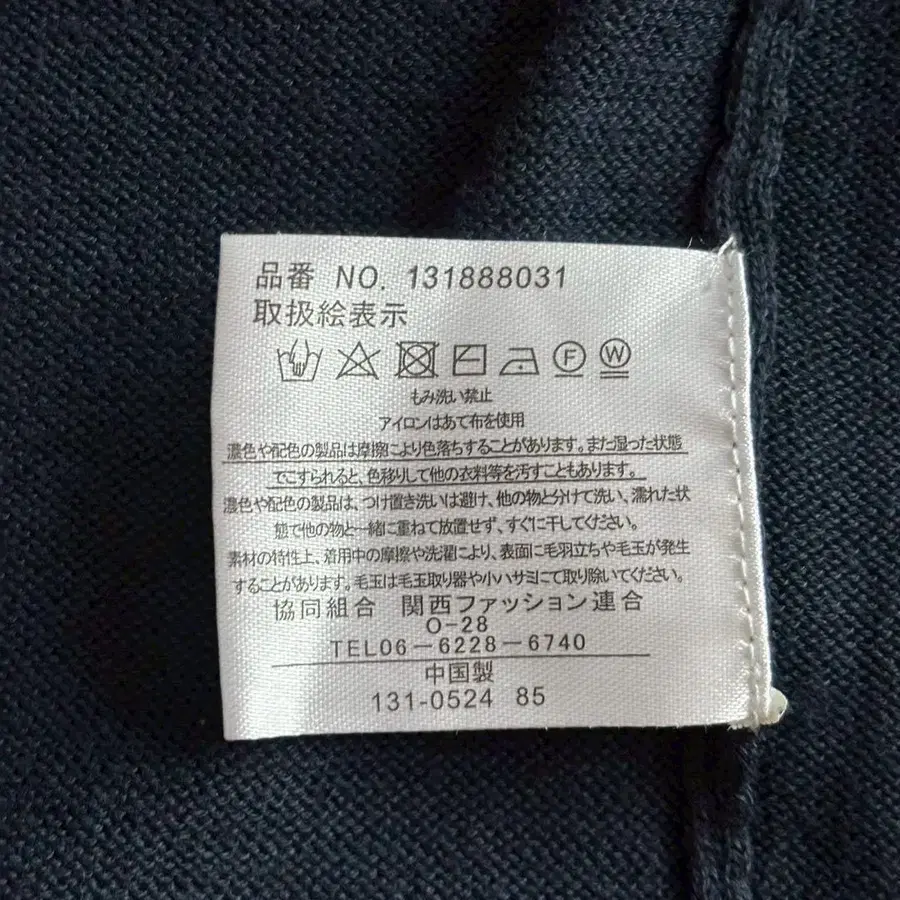 品番 NO. 131888031
取扱絵表示
F W
もみ洗い禁止
アイロンはあて布を使用
濃色や配色の製品は摩擦により色落ちすることがあります。また湿った状態
でこすられると、色移りして他の衣料等を汚すこともあります。
濃色や配色の製品は、つけ置き洗いは避け、他の物と分けて洗い、濡れた状
態で他の物と一緒に重ねて放置せず、すぐに干してください。
素材の特性上、着用中の摩擦や洗濯により、表面に毛羽立ちや毛玉が発生
することがあります。毛玉は毛玉取り器や小ハサミにて取り除いてください。
協同組合 関西ファッション連合
O-28
TEL06-6228-6740
中国製
131-0524 85